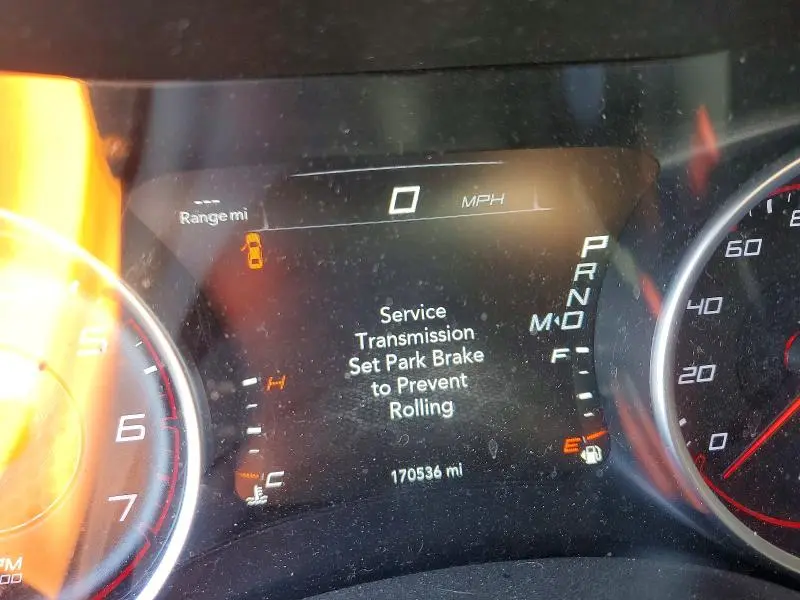 --- 
Range mi
0 MPH
P
R
N
M◄D
Service
Transmission
Set Park Brake
to Prevent
Rolling
H
C
F
E
170536 mi
5
6
7
60
40
20
0